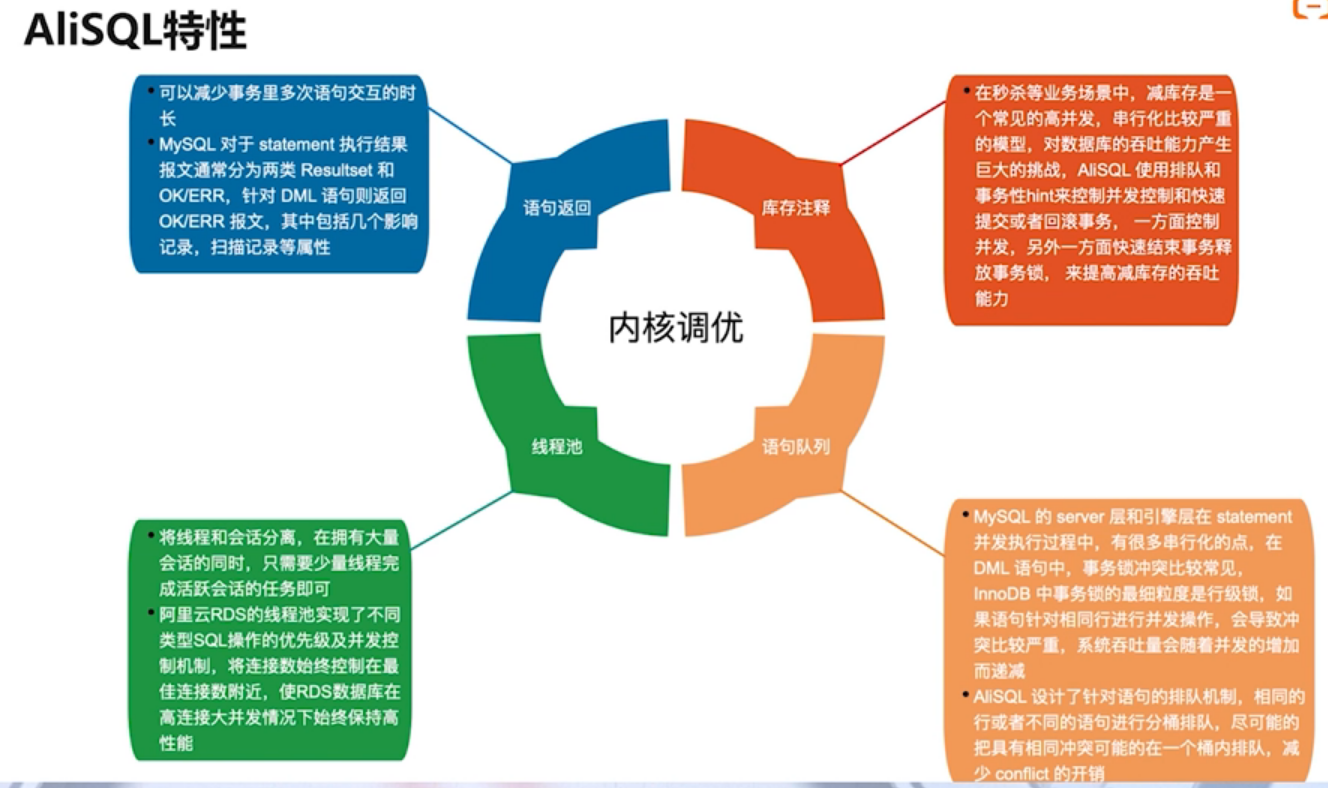 AliSQL特性
可以减少事务里多次语句交互的时
长
MySQL 对于 statement 执行结果
报文通常分为两类 Resultset 和
OK/ERR，针对 DML 语句则返回
OK/ERR 报文，其中包括几个影响
记录，扫描记录等属性
在秒杀等业务场景中，减库存是一
个常见的高并发，串行化比较严重
的模型，对数据库的吞吐能力产生
巨大的挑战，AliSQL 使用排队和
事务性hint来控制并发控制和快速
提交或者回滚事务， 一方面控制
并发，另外一方面快速结束事务释
放事务锁， 来提高减库存的吞吐
能力
语句返回
库存注释
内核调优
线程池
语句队列
将线程和会话分离，在拥有大量
会话的同时，只需要少量线程完
成活跃会话的任务即可
阿里云RDS的线程池实现了不同
类型SQL操作的优先级及并发控
制机制，将连接数始终控制在最
佳连接数附近，使RDS数据库在
高连接大并发情况下始终保持高
性能
MySQL 的 server 层和引擎层在 statement
并发执行过程中，有很多串行化的点，在
DML 语句中，事务锁冲突比较常见，
InnoDB 中事务锁的最细粒度是行级锁，如
果语句针对相同行进行并发操作，会导致冲
突比较严重，系统吞吐量会随着并发的增加
而递减
AliSQL 设计了针对语句的排队机制，相同的
行或者不同的语句进行分桶排队，尽可能的
把具有相同冲突可能的在一个桶内排队，减
少 conflict 的开销